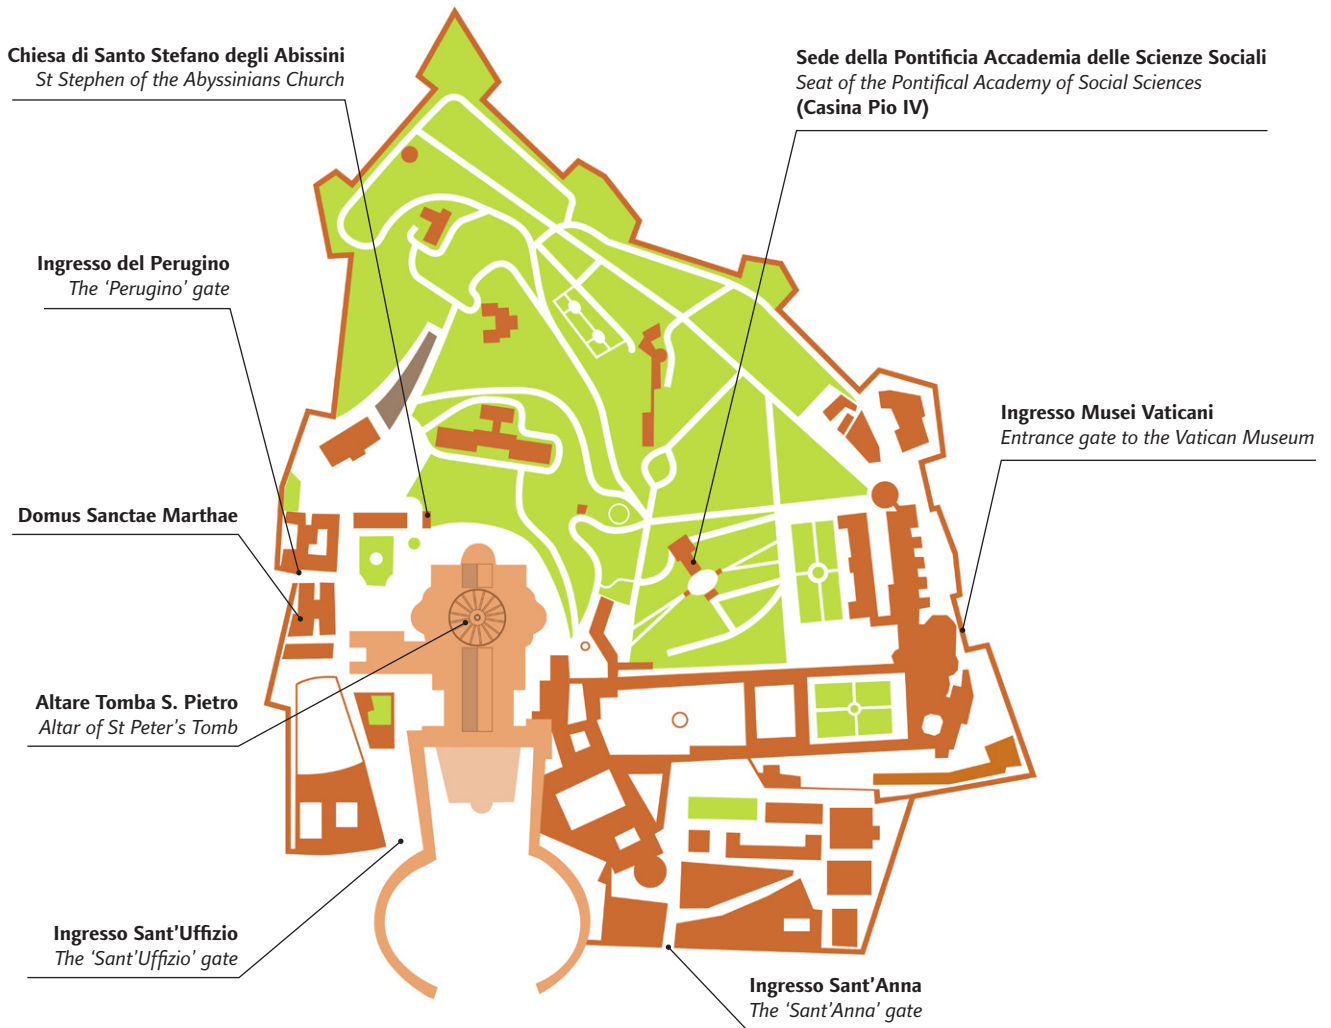 Chiesa di Santo Stefano degli Abissini
St Stephen of the Abyssinians Church
Sede della Pontificia Accademia delle Scienze Sociali
Seat of the Pontifical Academy of Social Sciences
(Casina Pio IV)
Ingresso del Perugino
The ‘Perugino’ gate
Ingresso Musei Vaticani
Entrance gate to the Vatican Museum
Domus Sanctae Marthae
Altare Tomba S. Pietro
Altar of St Peter’s Tomb
Ingresso Sant’Uffizio
The ‘Sant’Uffizio’ gate
Ingresso Sant’Anna
The ‘Sant’Anna’ gate